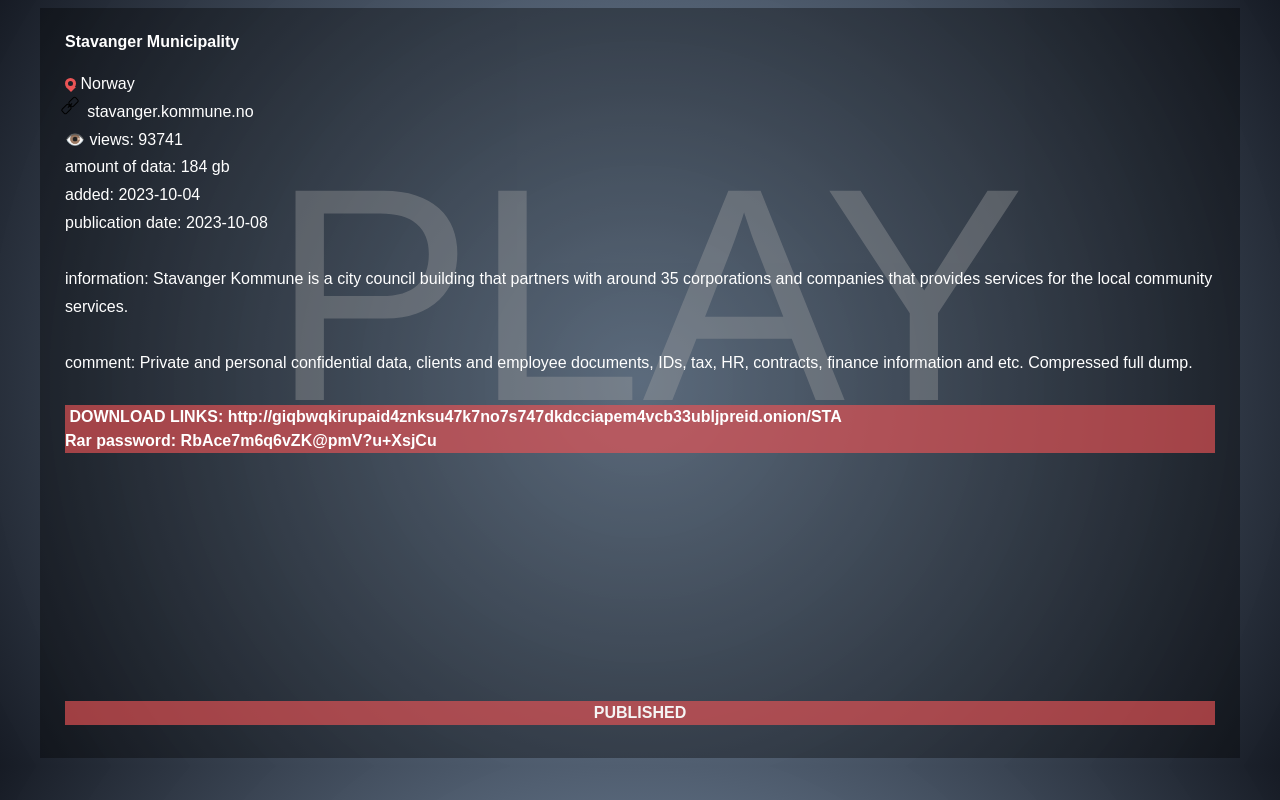 Stavanger Municipality
Norway
stavanger.kommune.no
views: 93741
amount of data: 184 gb
added: 2023-10-04
publication date: 2023-10-08
PLAY
information: Stavanger Kommune is a city council building that partners with around 35 corporations and companies that provides services for the local community
services.
comment: Private and personal confidential data, clients and employee documents, IDs, tax, HR, contracts, finance information and etc. Compressed full dump.
DOWNLOAD LINKS: http://giqbwqkirupaid4znksu47k7no7s747dkdcciapem4vcb33ubljpreid.onion/STA
Rar password: RbAce7m6q6vZK@pmV?u+XsjCu
PUBLISHED